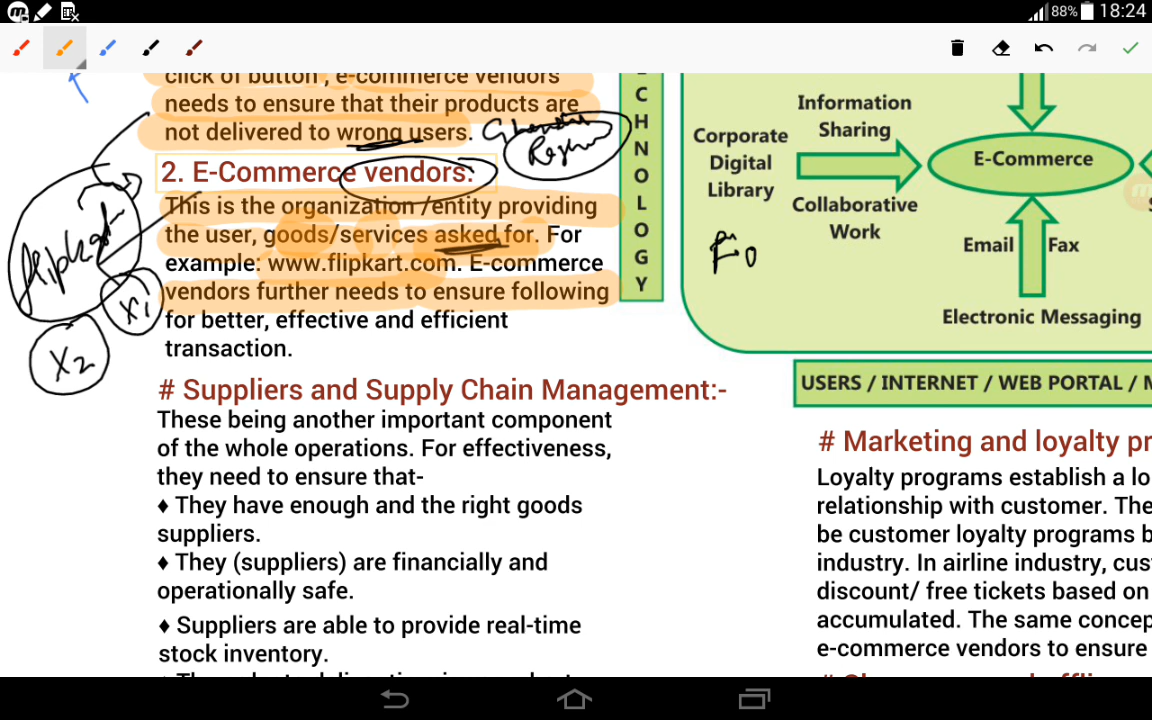 88% 18:24
click of button , e-commerce vendors
needs to ensure that their products are
not delivered to wrong users.
2. E-Commerce vendors:
This is the organization /entity providing
the user, goods/services asked for. For
example: www.flipkart.com. E-commerce
vendors further needs to ensure following
for better, effective and efficient
transaction.
flipkart
X1
X2
# Suppliers and Supply Chain Management:-
These being another important component
of the whole operations. For effectiveness,
they need to ensure that-
♦ They have enough and the right goods
suppliers.
♦ They (suppliers) are financially and
operationally safe.
♦ Suppliers are able to provide real-time
stock inventory.
C
H
N
O
L
O
G
Y
Information
Sharing
Corporate
Digital
Library
Collaborative
Work
E-Commerce
Email
Fax
Electronic Messaging
Fo
USERS / INTERNET / WEB PORTAL / M
# Marketing and loyalty pr
Loyalty programs establish a lo
relationship with customer. The
be customer loyalty programs b
industry. In airline industry, cus
discount/ free tickets based on
accumulated. The same concep
e-commerce vendors to ensure